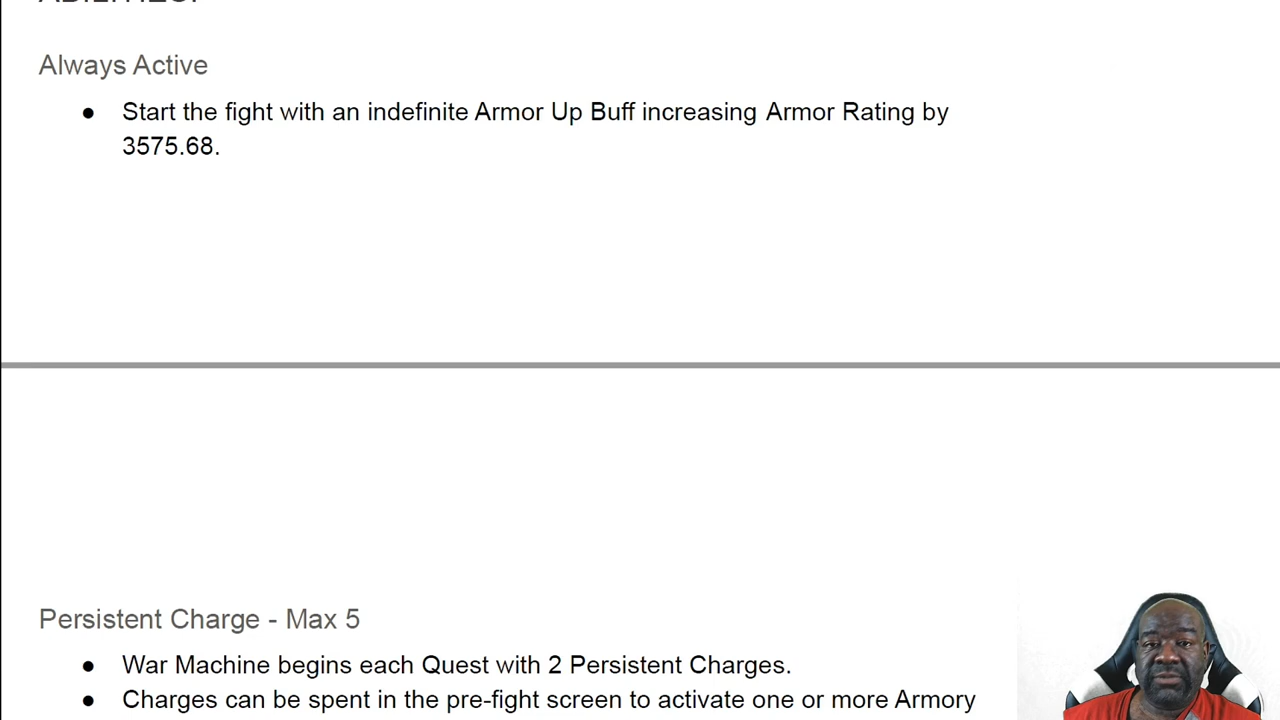 ABILITIES:
Always Active
● Start the fight with an indefinite Armor Up Buff increasing Armor Rating by
3575.68.
Persistent Charge - Max 5
● War Machine begins each Quest with 2 Persistent Charges.
● Charges can be spent in the pre-fight screen to activate one or more Armory